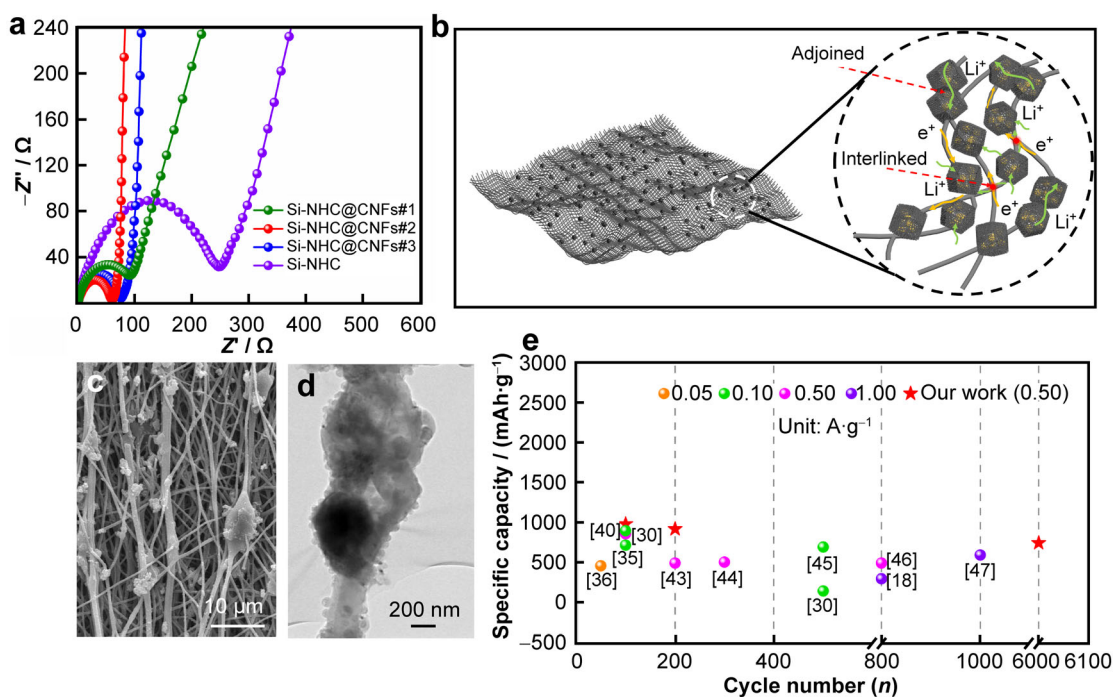 a
240
200
160
120
80
40
–Z″ / Ω
Si-NHC@CNFs#1
Si-NHC@CNFs#2
Si-NHC@CNFs#3
Si-NHC
0 100 200 300 400 500 600
Z′ / Ω
b
Adjoined
Li⁺
Li⁺
Li⁺
e⁺
e⁺
Interlinked
Li⁺
e⁺
c
10 μm
d
200 nm
e
3000
2500
2000
1500
1000
500
0
–500
Specific capacity / (mAh·g⁻¹)
0.05 0.10 0.50 1.00 Our work (0.50)
Unit: A·g⁻¹
[40] [30]
[35]
[36]
[43]
[44]
[45]
[30]
[46]
[18]
[47]
0 200 400 800 1000 6000 6100
Cycle number (n)